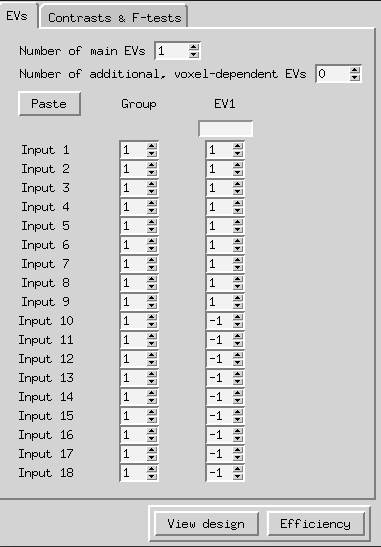 EVs Contrasts & F-tests
Number of main EVs 1
Number of additional, voxel-dependent EVs 0
Paste Group EV1
Input 1 1 1
Input 2 1 1
Input 3 1 1
Input 4 1 1
Input 5 1 1
Input 6 1 1
Input 7 1 1
Input 8 1 1
Input 9 1 1
Input 10 1 -1
Input 11 1 -1
Input 12 1 -1
Input 13 1 -1
Input 14 1 -1
Input 15 1 -1
Input 16 1 -1
Input 17 1 -1
Input 18 1 -1
View design Efficiency